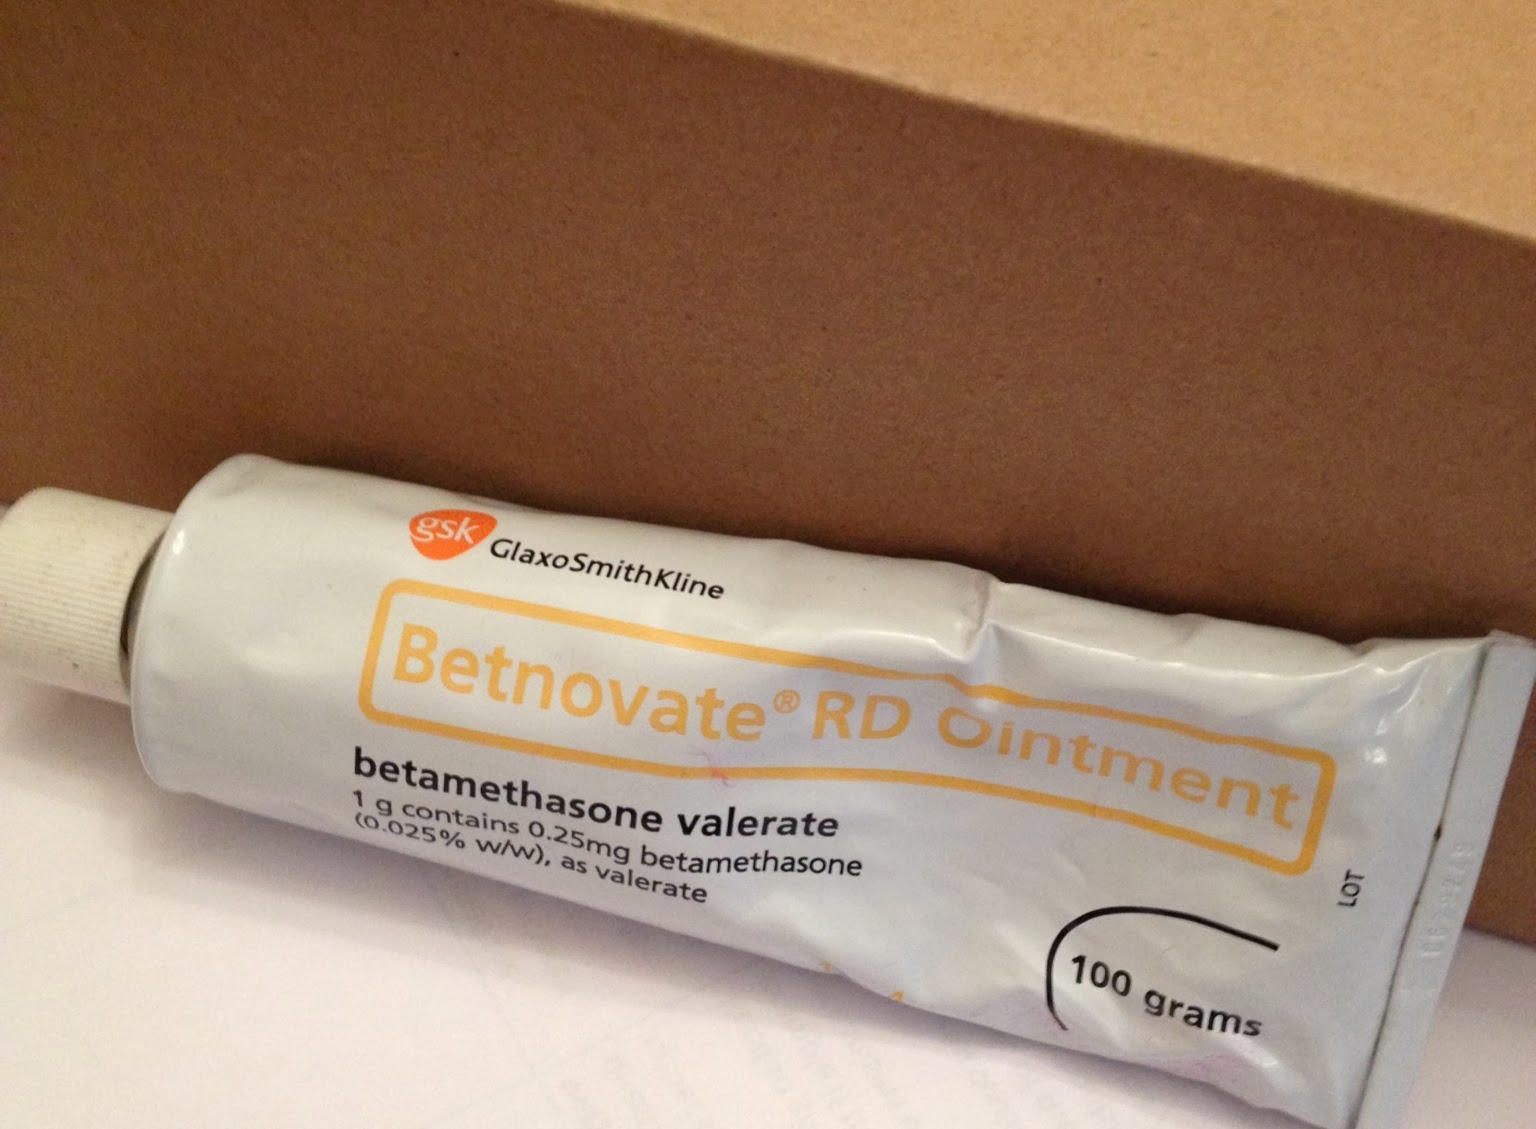 gsk GlaxoSmithKline
Betnovate® RD Ointment
betamethasone valerate
1 g contains 0.25mg betamethasone
(0.025% w/w), as valerate
LOT
100 grams